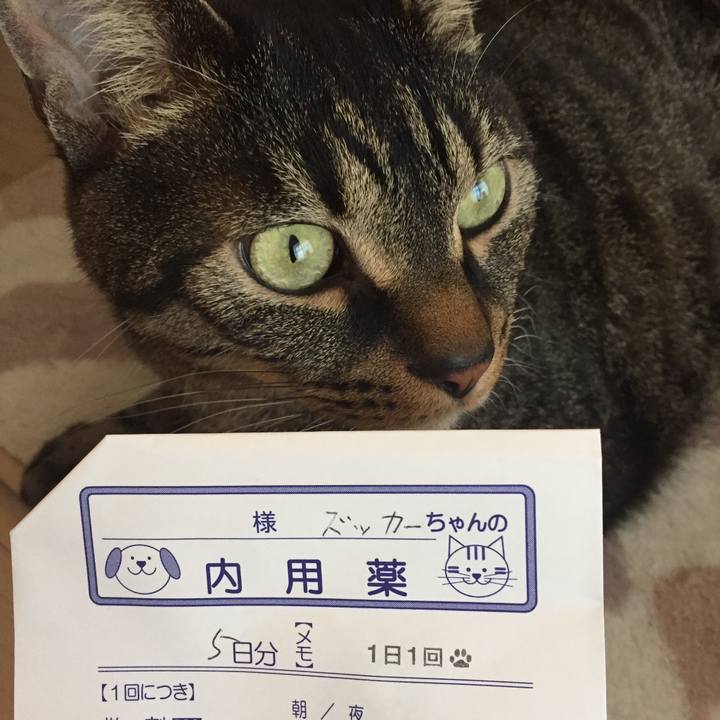 様 ズッカーちゃんの
内用薬
5日分 【メモ】 1日1回
【1回につき】
朝 / 夜